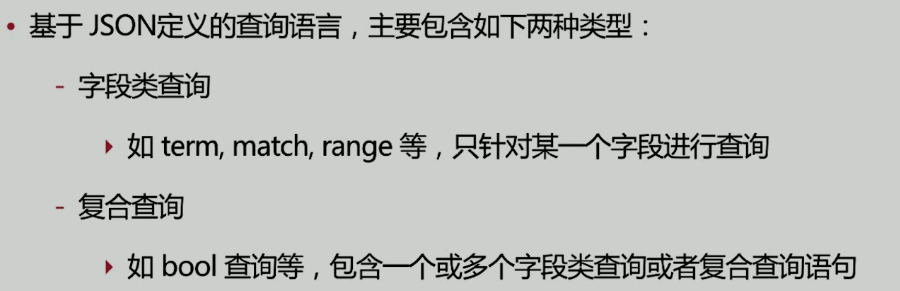 • 基于 JSON定义的查询语言，主要包含如下两种类型：
- 字段类查询
‣ 如 term, match, range 等，只针对某一个字段进行查询
- 复合查询
‣ 如 bool 查询等，包含一个或多个字段类查询或者复合查询语句